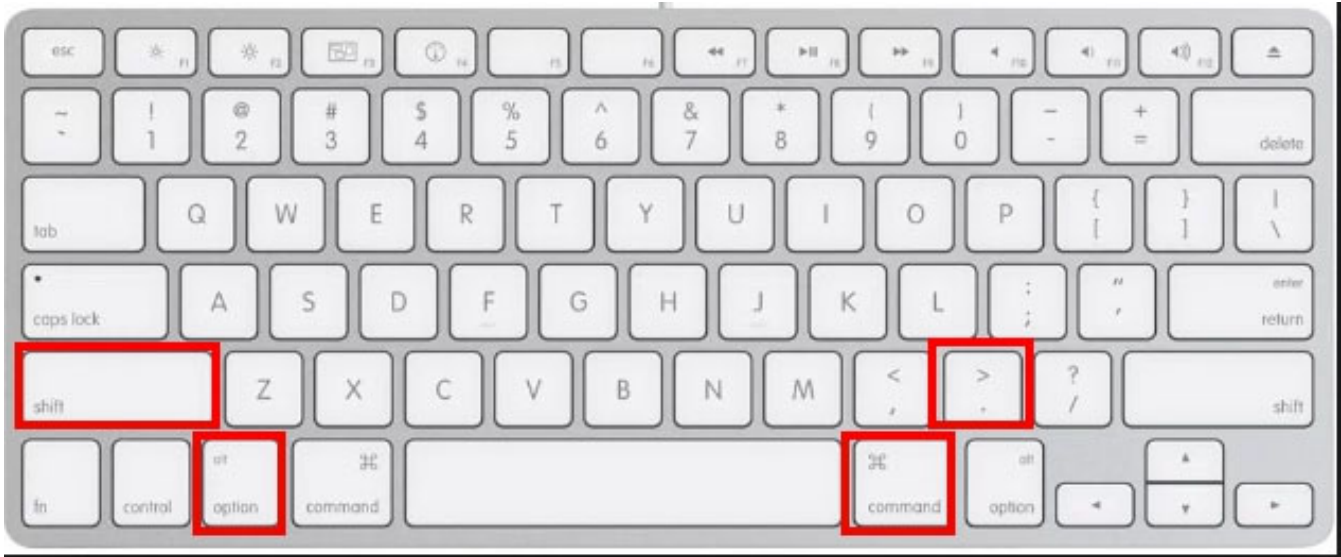 esc F1 F2 F3 F4 F5 F6 F7 F8 F9 F10 F11 F12
~ ! @ # $ % ^ & * ( ) – +
` 1 2 3 4 5 6 7 8 9 0 - = delete
tab Q W E R T Y U I O P { [ } ] | \
caps lock A S D F G H J K L : ; " ' enter return
shift Z X C V B N M < , > . ? / shift
fn control alt option ⌘ command ⌘ command alt option